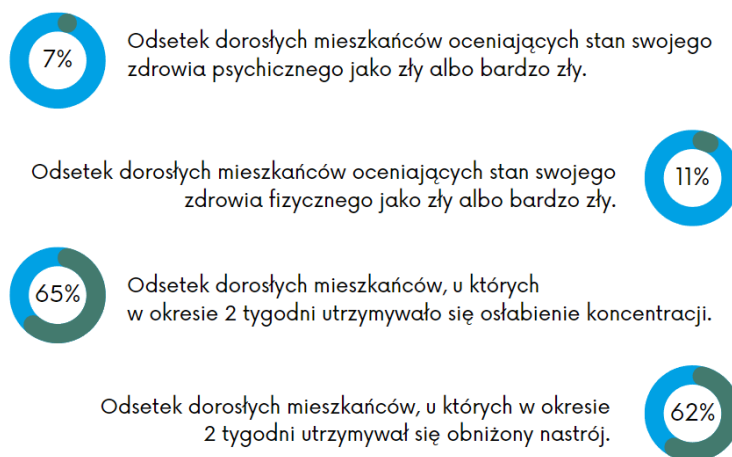 7%
Odsetek dorosłych mieszkańców oceniających stan swojego
zdrowia psychicznego jako zły albo bardzo zły.
Odsetek dorosłych mieszkańców oceniających stan swojego
zdrowia fizycznego jako zły albo bardzo zły.
11%
65%
Odsetek dorosłych mieszkańców, u których
w okresie 2 tygodni utrzymywało się osłabienie koncentracji.
Odsetek dorosłych mieszkańców, u których w okresie
2 tygodni utrzymywał się obniżony nastrój.
62%